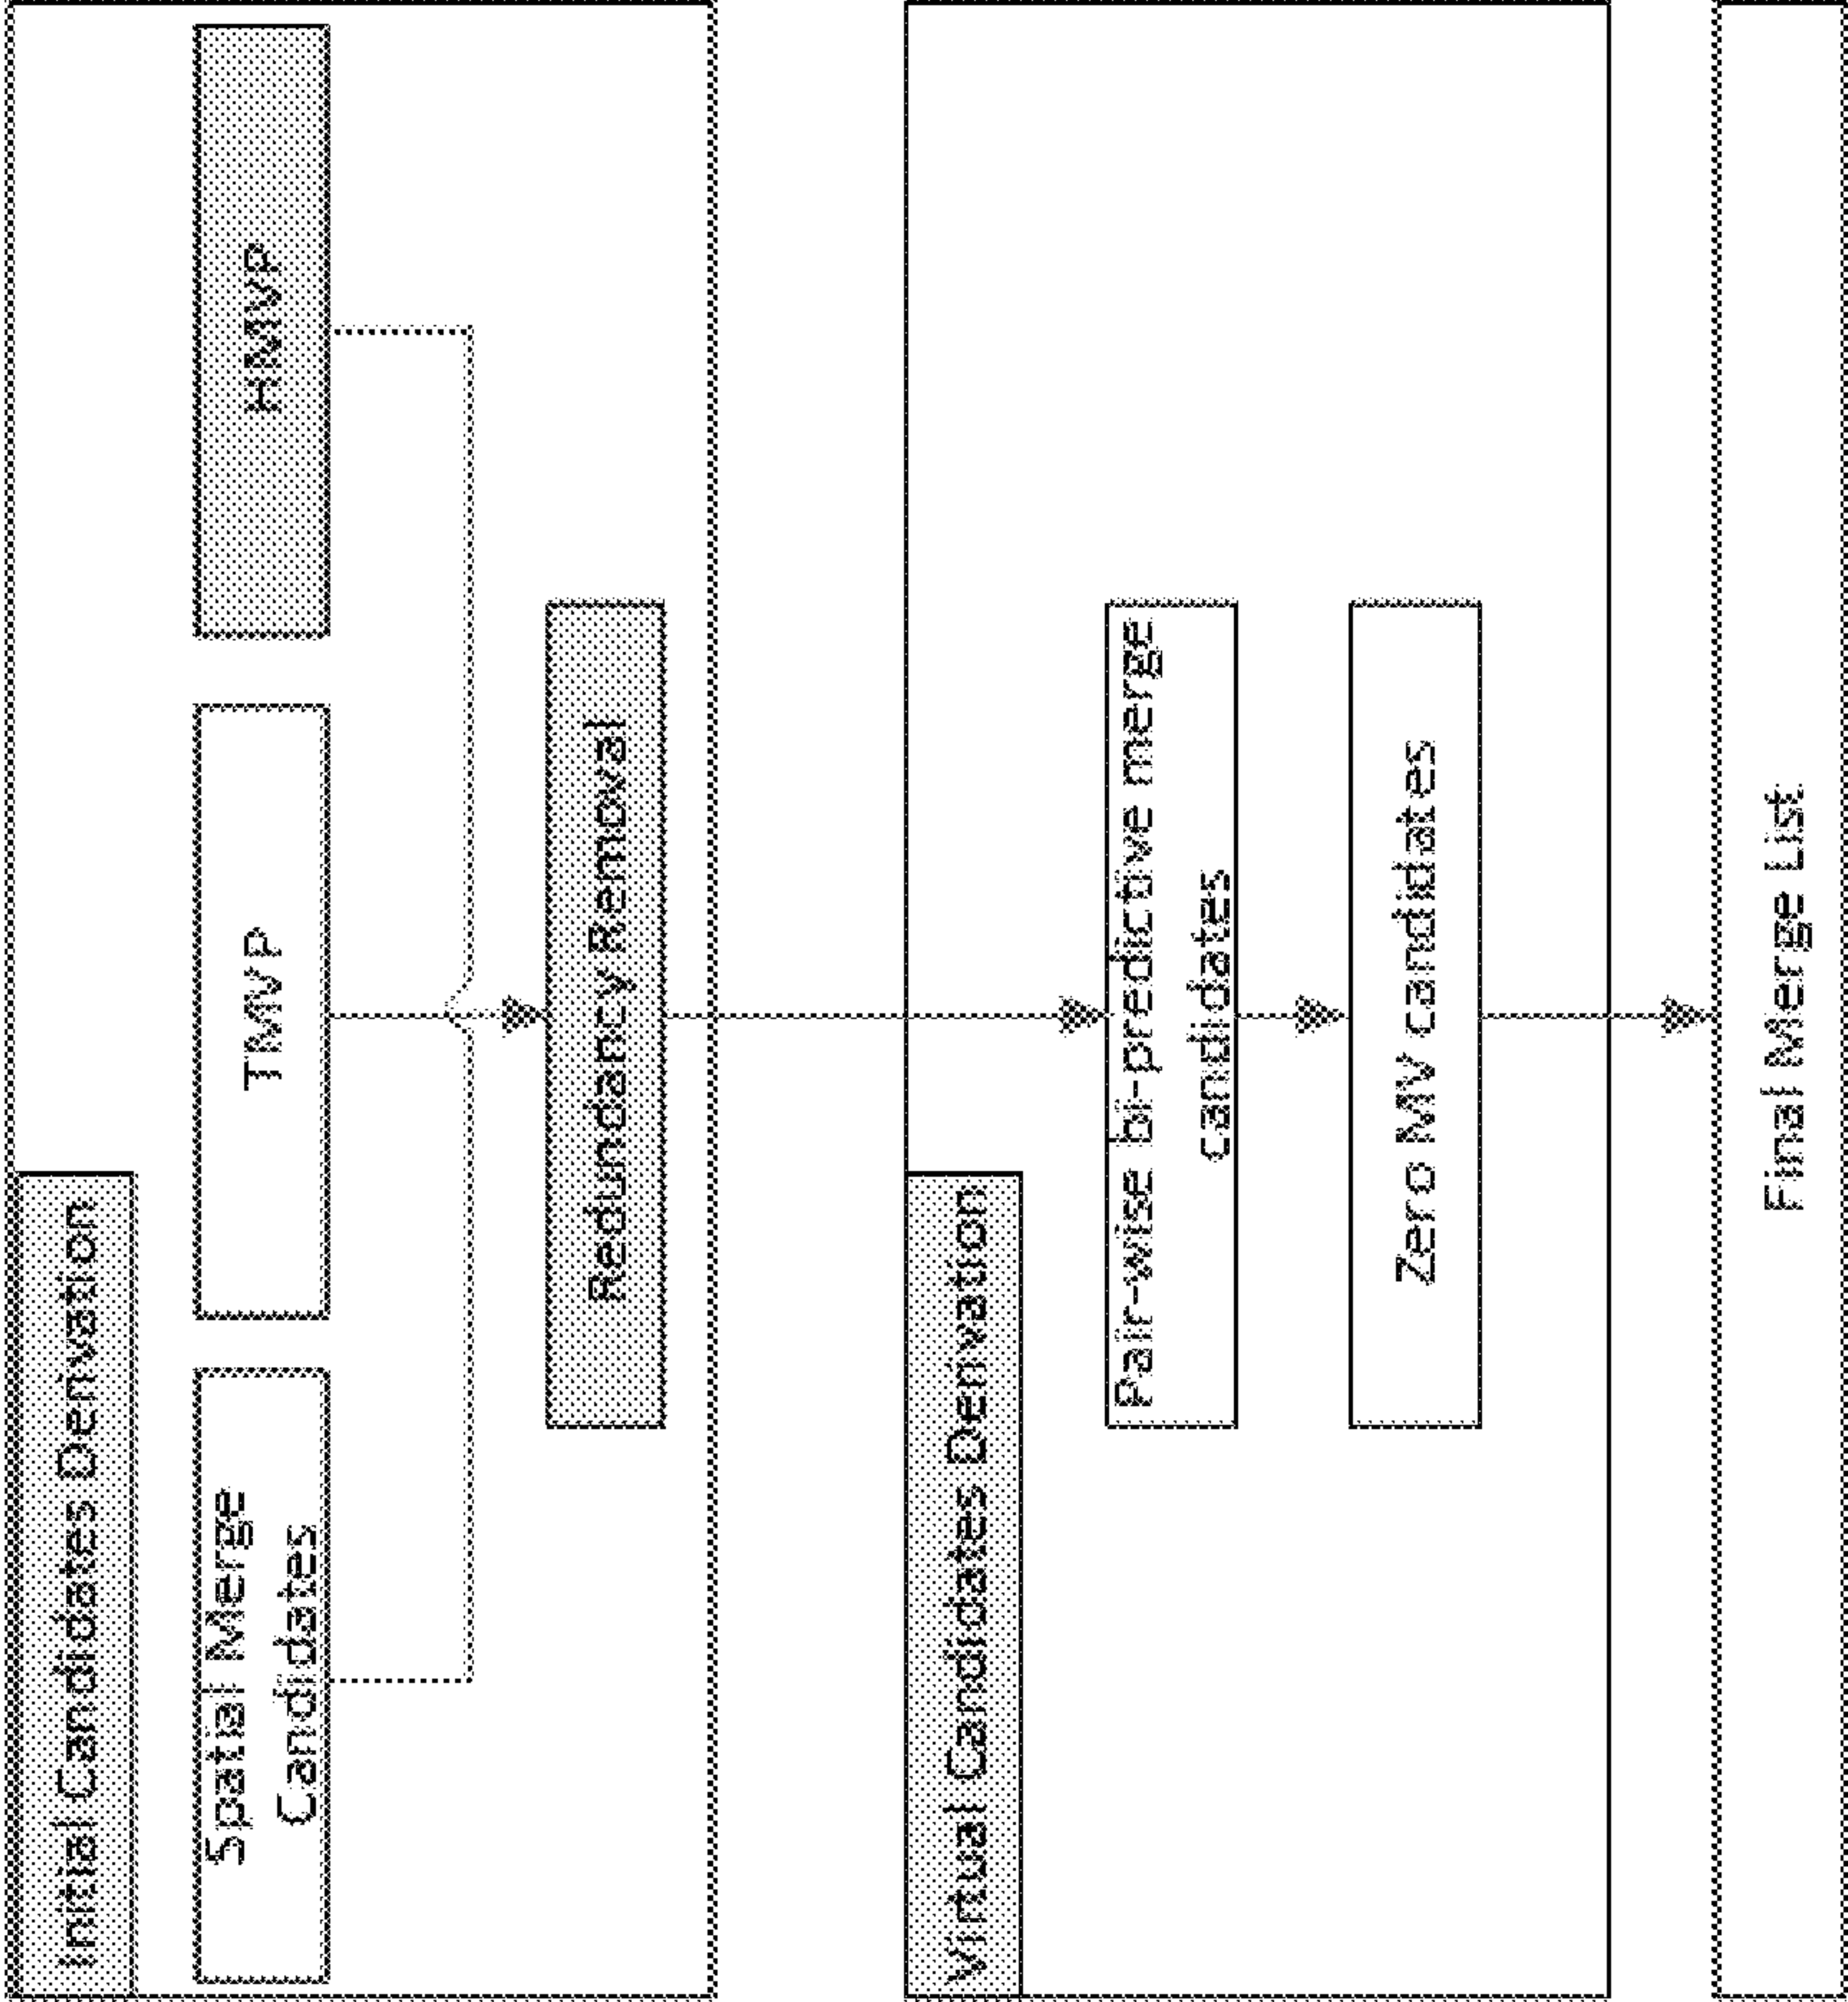 Initial Candidates Derivation
Spatial Merge
Candidates
TMVP
HMVP
Redundancy Removal
Virtual Candidates Derivation
Pair-wise bi-predictive merge
candidates
Zero MV candidates
Final Merge List